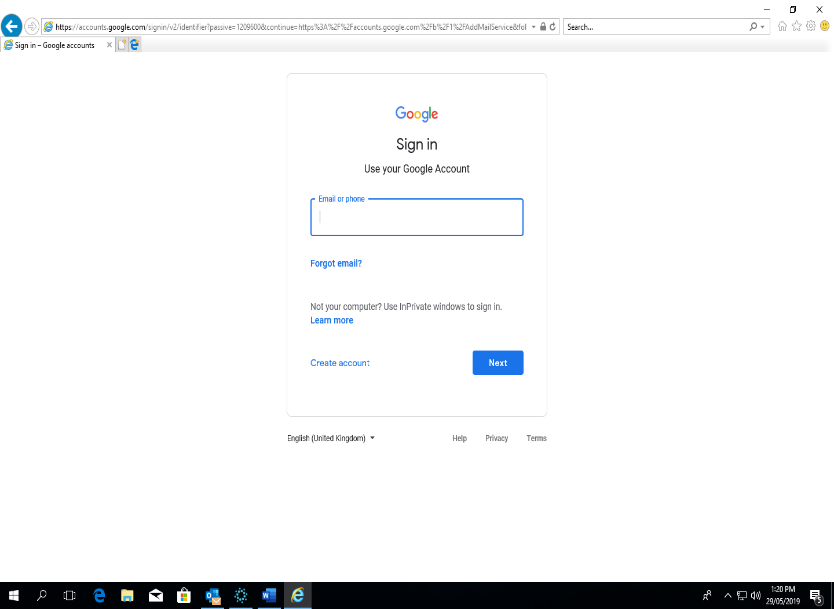 https://accounts.google.com/signin/v2/identifier?passive=1209600&continue=https%3A%2F%2Faccounts.google.com%2Fb%2F1%2FAddMailService&fol
Search...
Sign in – Google accounts
Google
Sign in
Use your Google Account
Email or phone
Forgot email?
Not your computer? Use InPrivate windows to sign in.
Learn more
Create account
Next
English (United Kingdom)
Help Privacy Terms
1:20 PM
29/05/2019
5